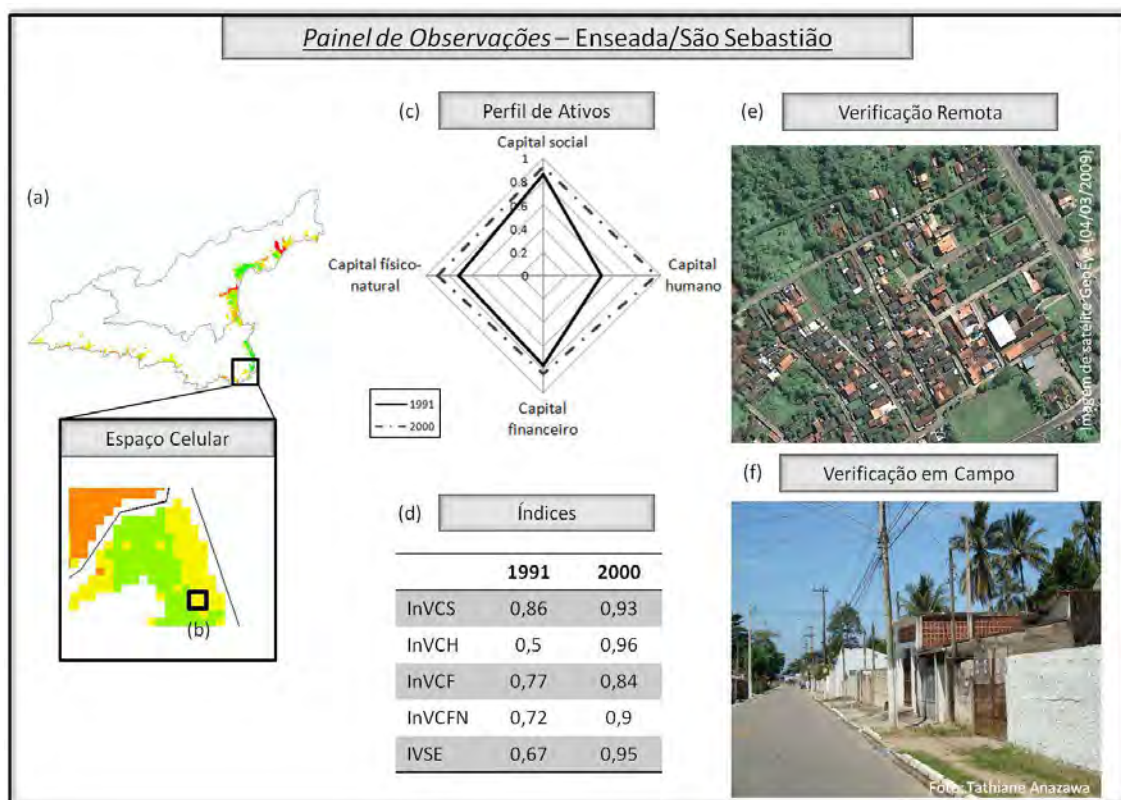 Painel de Observações – Enseada/São Sebastião
(a)
Espaço Celular
(b)
(c)
Perfil de Ativos
Capital social
1
0.8
0.6
0.4
0.2
0
Capital físico-
natural
Capital
humano
Capital
financeiro
1991
2000
(d)
Índices
1991 2000
InVCS 0,86 0,93
InVCH 0,5 0,96
InVCF 0,77 0,84
InVCFN 0,72 0,9
IVSE 0,67 0,95
(e)
Verificação Remota
Imagem de satélite GeoEye (04/03/2009)
(f)
Verificação em Campo
Foto: Tathiane Anazawa